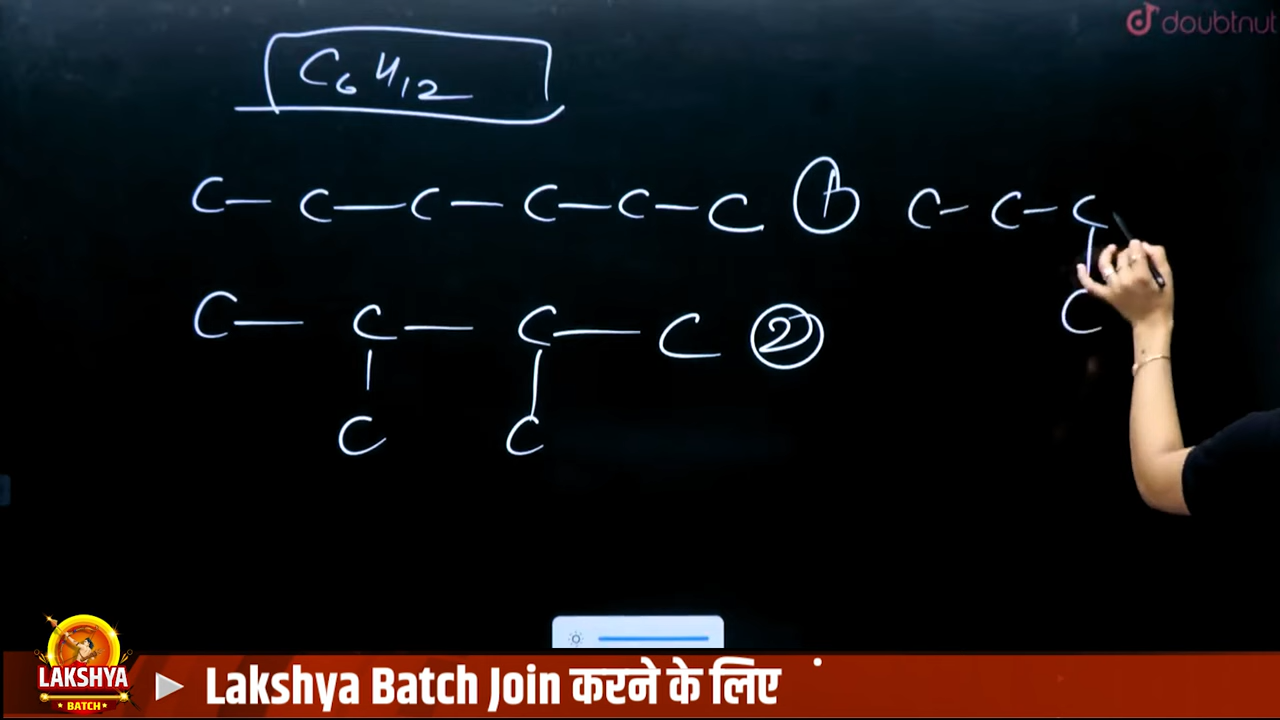 doubtnut
C6H12
C-C-C-C-C-C 1 C-C-C
C
C-C-C-C 2
C C
LAKSHYA
BATCH
Lakshya Batch Join करने के लिए